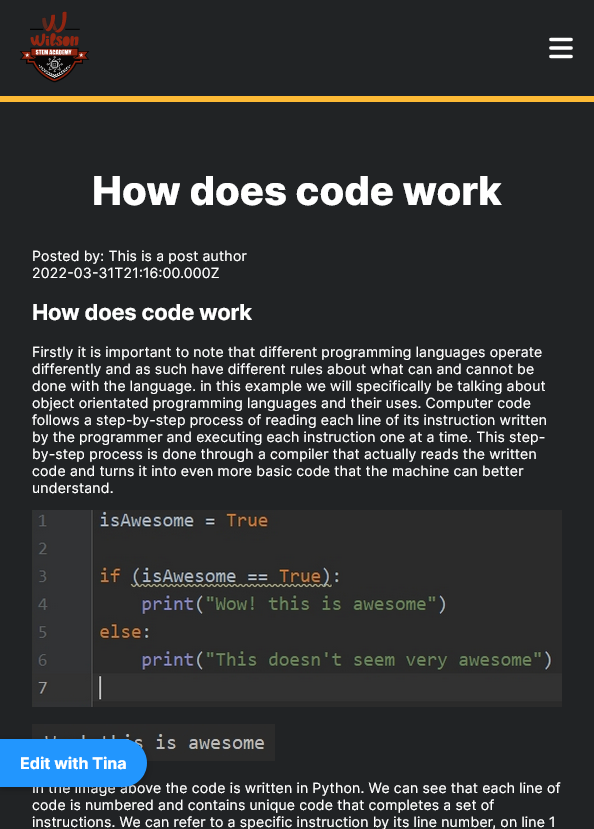 W
Wilson
STEM ACADEMY
How does code work
Posted by: This is a post author
2022-03-31T21:16:00.000Z
How does code work
Firstly it is important to note that different programming languages operate
differently and as such have different rules about what can and cannot be
done with the language. in this example we will specifically be talking about
object orientated programming languages and their uses. Computer code
follows a step-by-step process of reading each line of its instruction written
by the programmer and executing each instruction one at a time. This step-
by-step process is done through a compiler that actually reads the written
code and turns it into even more basic code that the machine can better
understand.
1 isAwesome = True
2
3 if (isAwesome == True):
4 print("Wow! this is awesome")
5 else:
6 print("This doesn't seem very awesome")
7
is awesome
Edit with Tina
In the image above the code is written in Python. We can see that each line of
code is numbered and contains unique code that completes a set of
instructions. We can refer to a specific instruction by its line number, on line 1